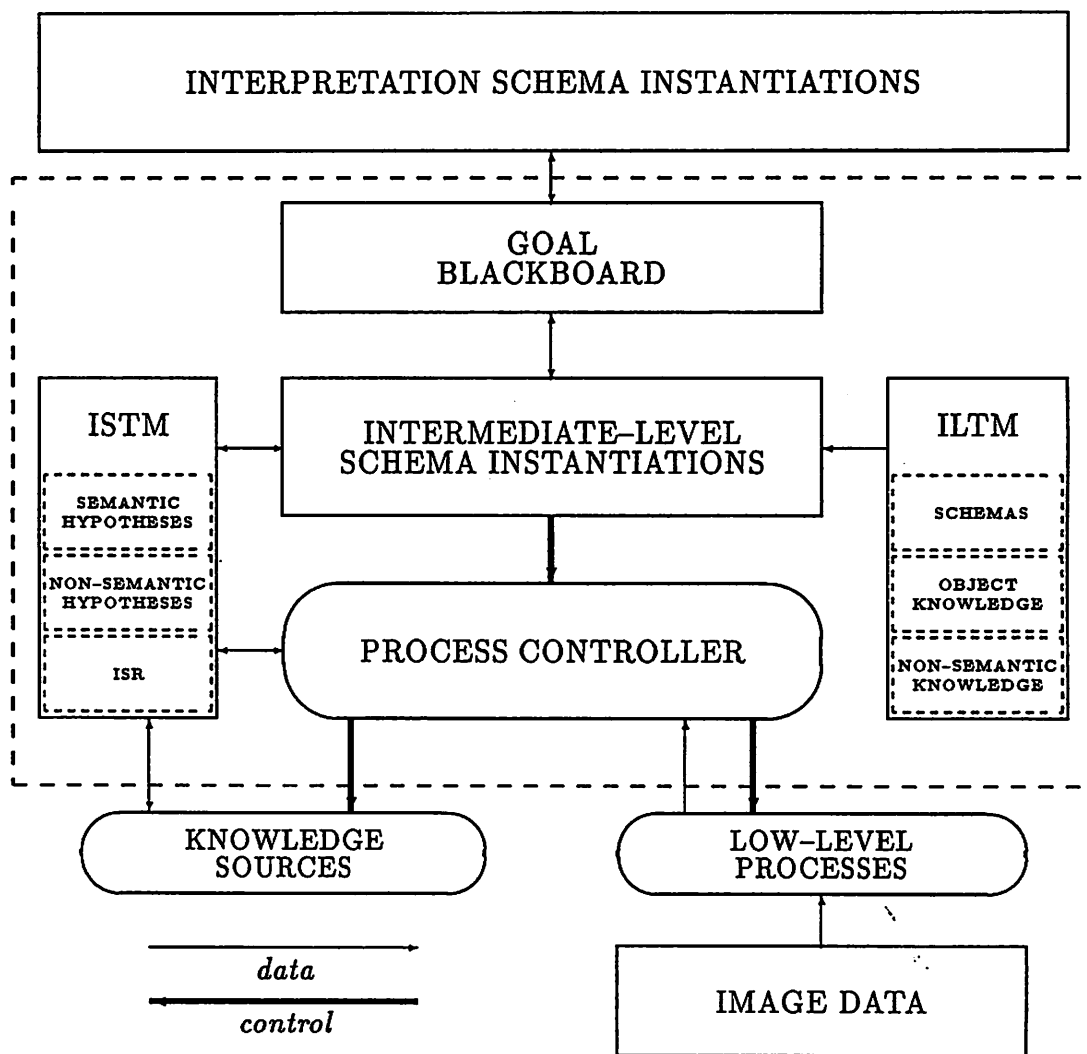 INTERPRETATION SCHEMA INSTANTIATIONS
GOAL
BLACKBOARD
ISTM
SEMANTIC
HYPOTHESES
NON–SEMANTIC
HYPOTHESES
ISR
INTERMEDIATE–LEVEL
SCHEMA INSTANTIATIONS
ILTM
SCHEMAS
OBJECT
KNOWLEDGE
NON–SEMANTIC
KNOWLEDGE
PROCESS CONTROLLER
KNOWLEDGE
SOURCES
LOW–LEVEL
PROCESSES
data
control
IMAGE DATA